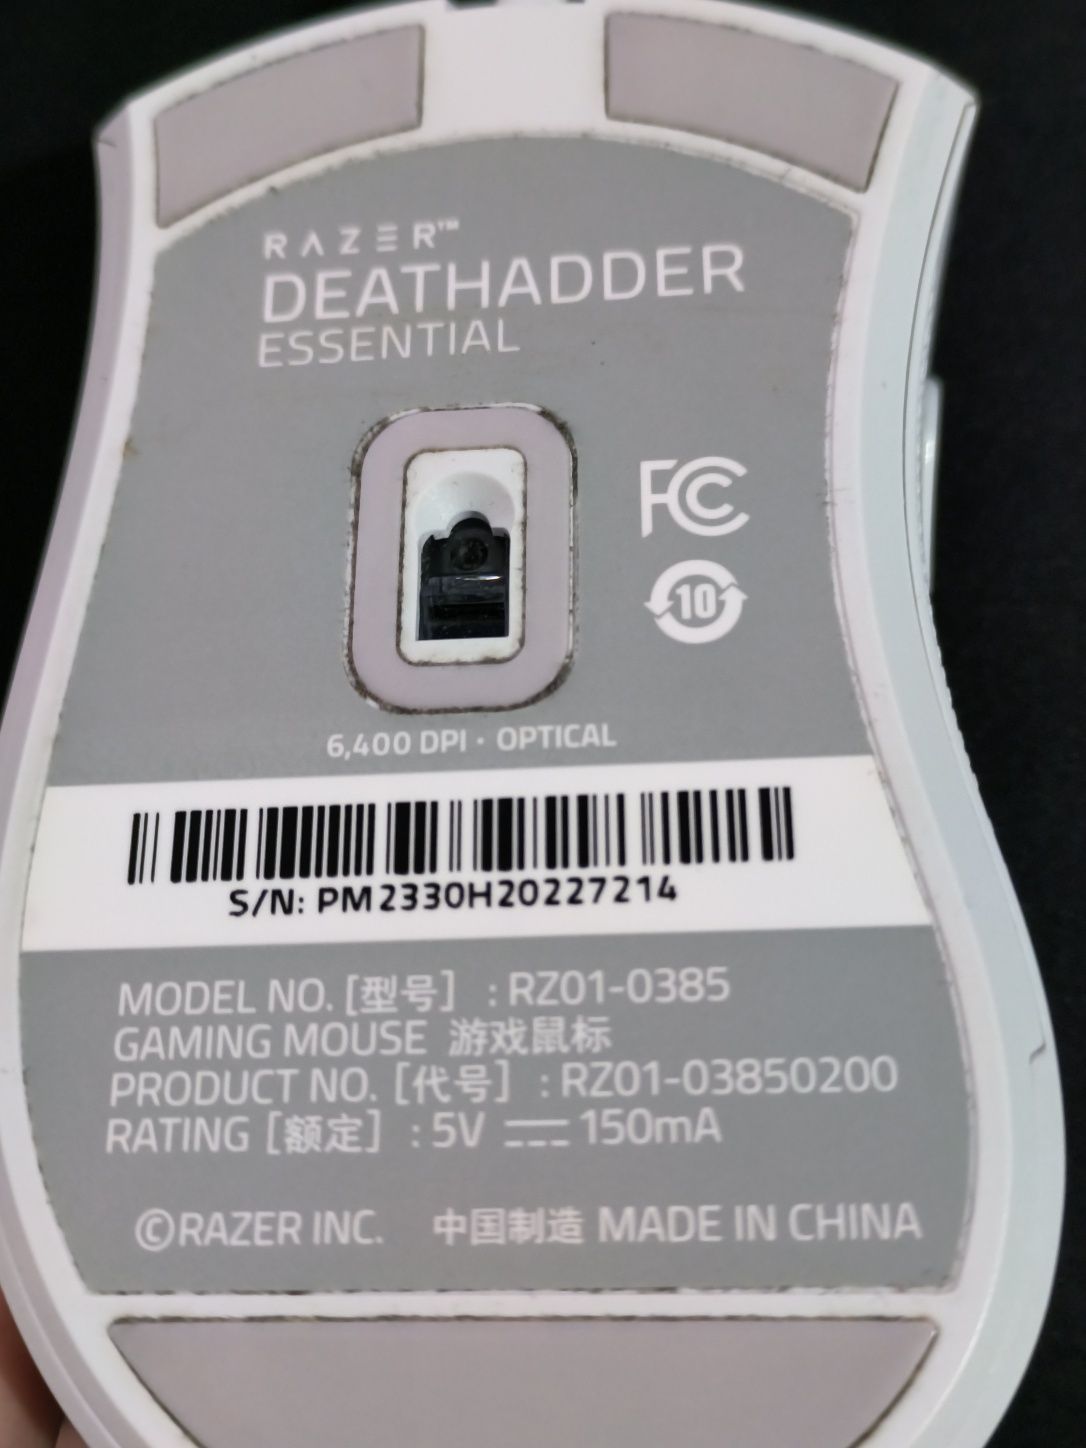 RAZER™
DEATHADDER
ESSENTIAL
FC
10
6,400 DPI · OPTICAL
S/N: PM2330H20227214
MODEL NO. [型号] : RZ01-0385
GAMING MOUSE 游戏鼠标
PRODUCT NO. [代号] : RZ01-03850200
RATING [额定] : 5V ⎓ 150mA
©RAZER INC. 中国制造 MADE IN CHINA